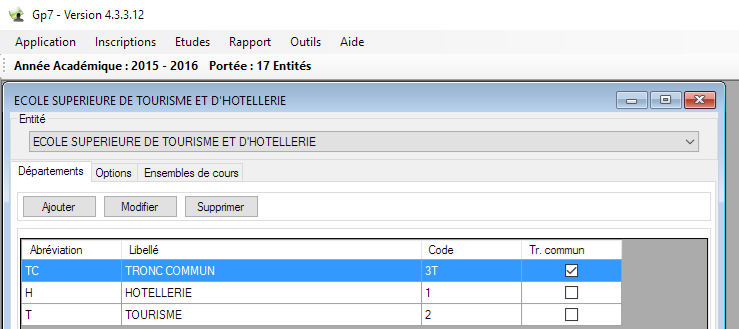 Gp7 - Version 4.3.3.12
Application Inscriptions Etudes Rapport Outils Aide
Année Académique : 2015 - 2016 Portée : 17 Entités
ECOLE SUPERIEURE DE TOURISME ET D'HOTELLERIE
Entité
ECOLE SUPERIEURE DE TOURISME ET D'HOTELLERIE
Départements Options Ensembles de cours
Ajouter Modifier Supprimer
Abréviation Libellé Code Tr. commun
TC TRONC COMMUN 3T
H HOTELLERIE 1
T TOURISME 2